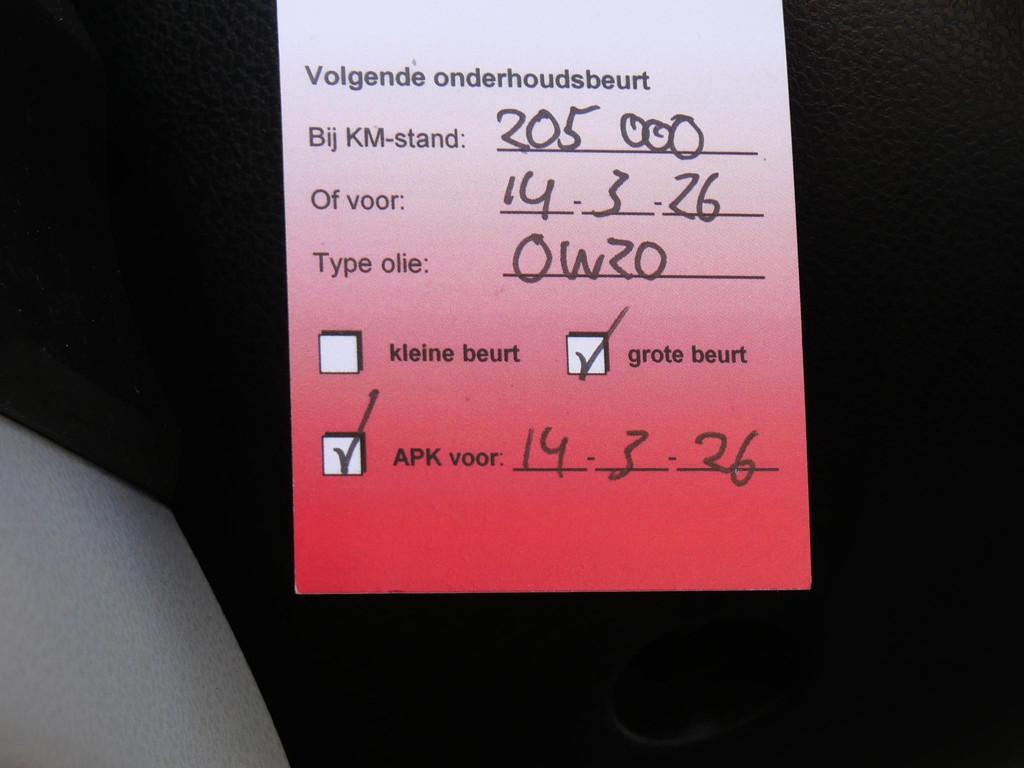 Volgende onderhoudsbeurt
Bij KM-stand: 205 000
Of voor: 14-3-26
Type olie: 0W20
kleine beurt grote beurt
APK voor: 14-3-26